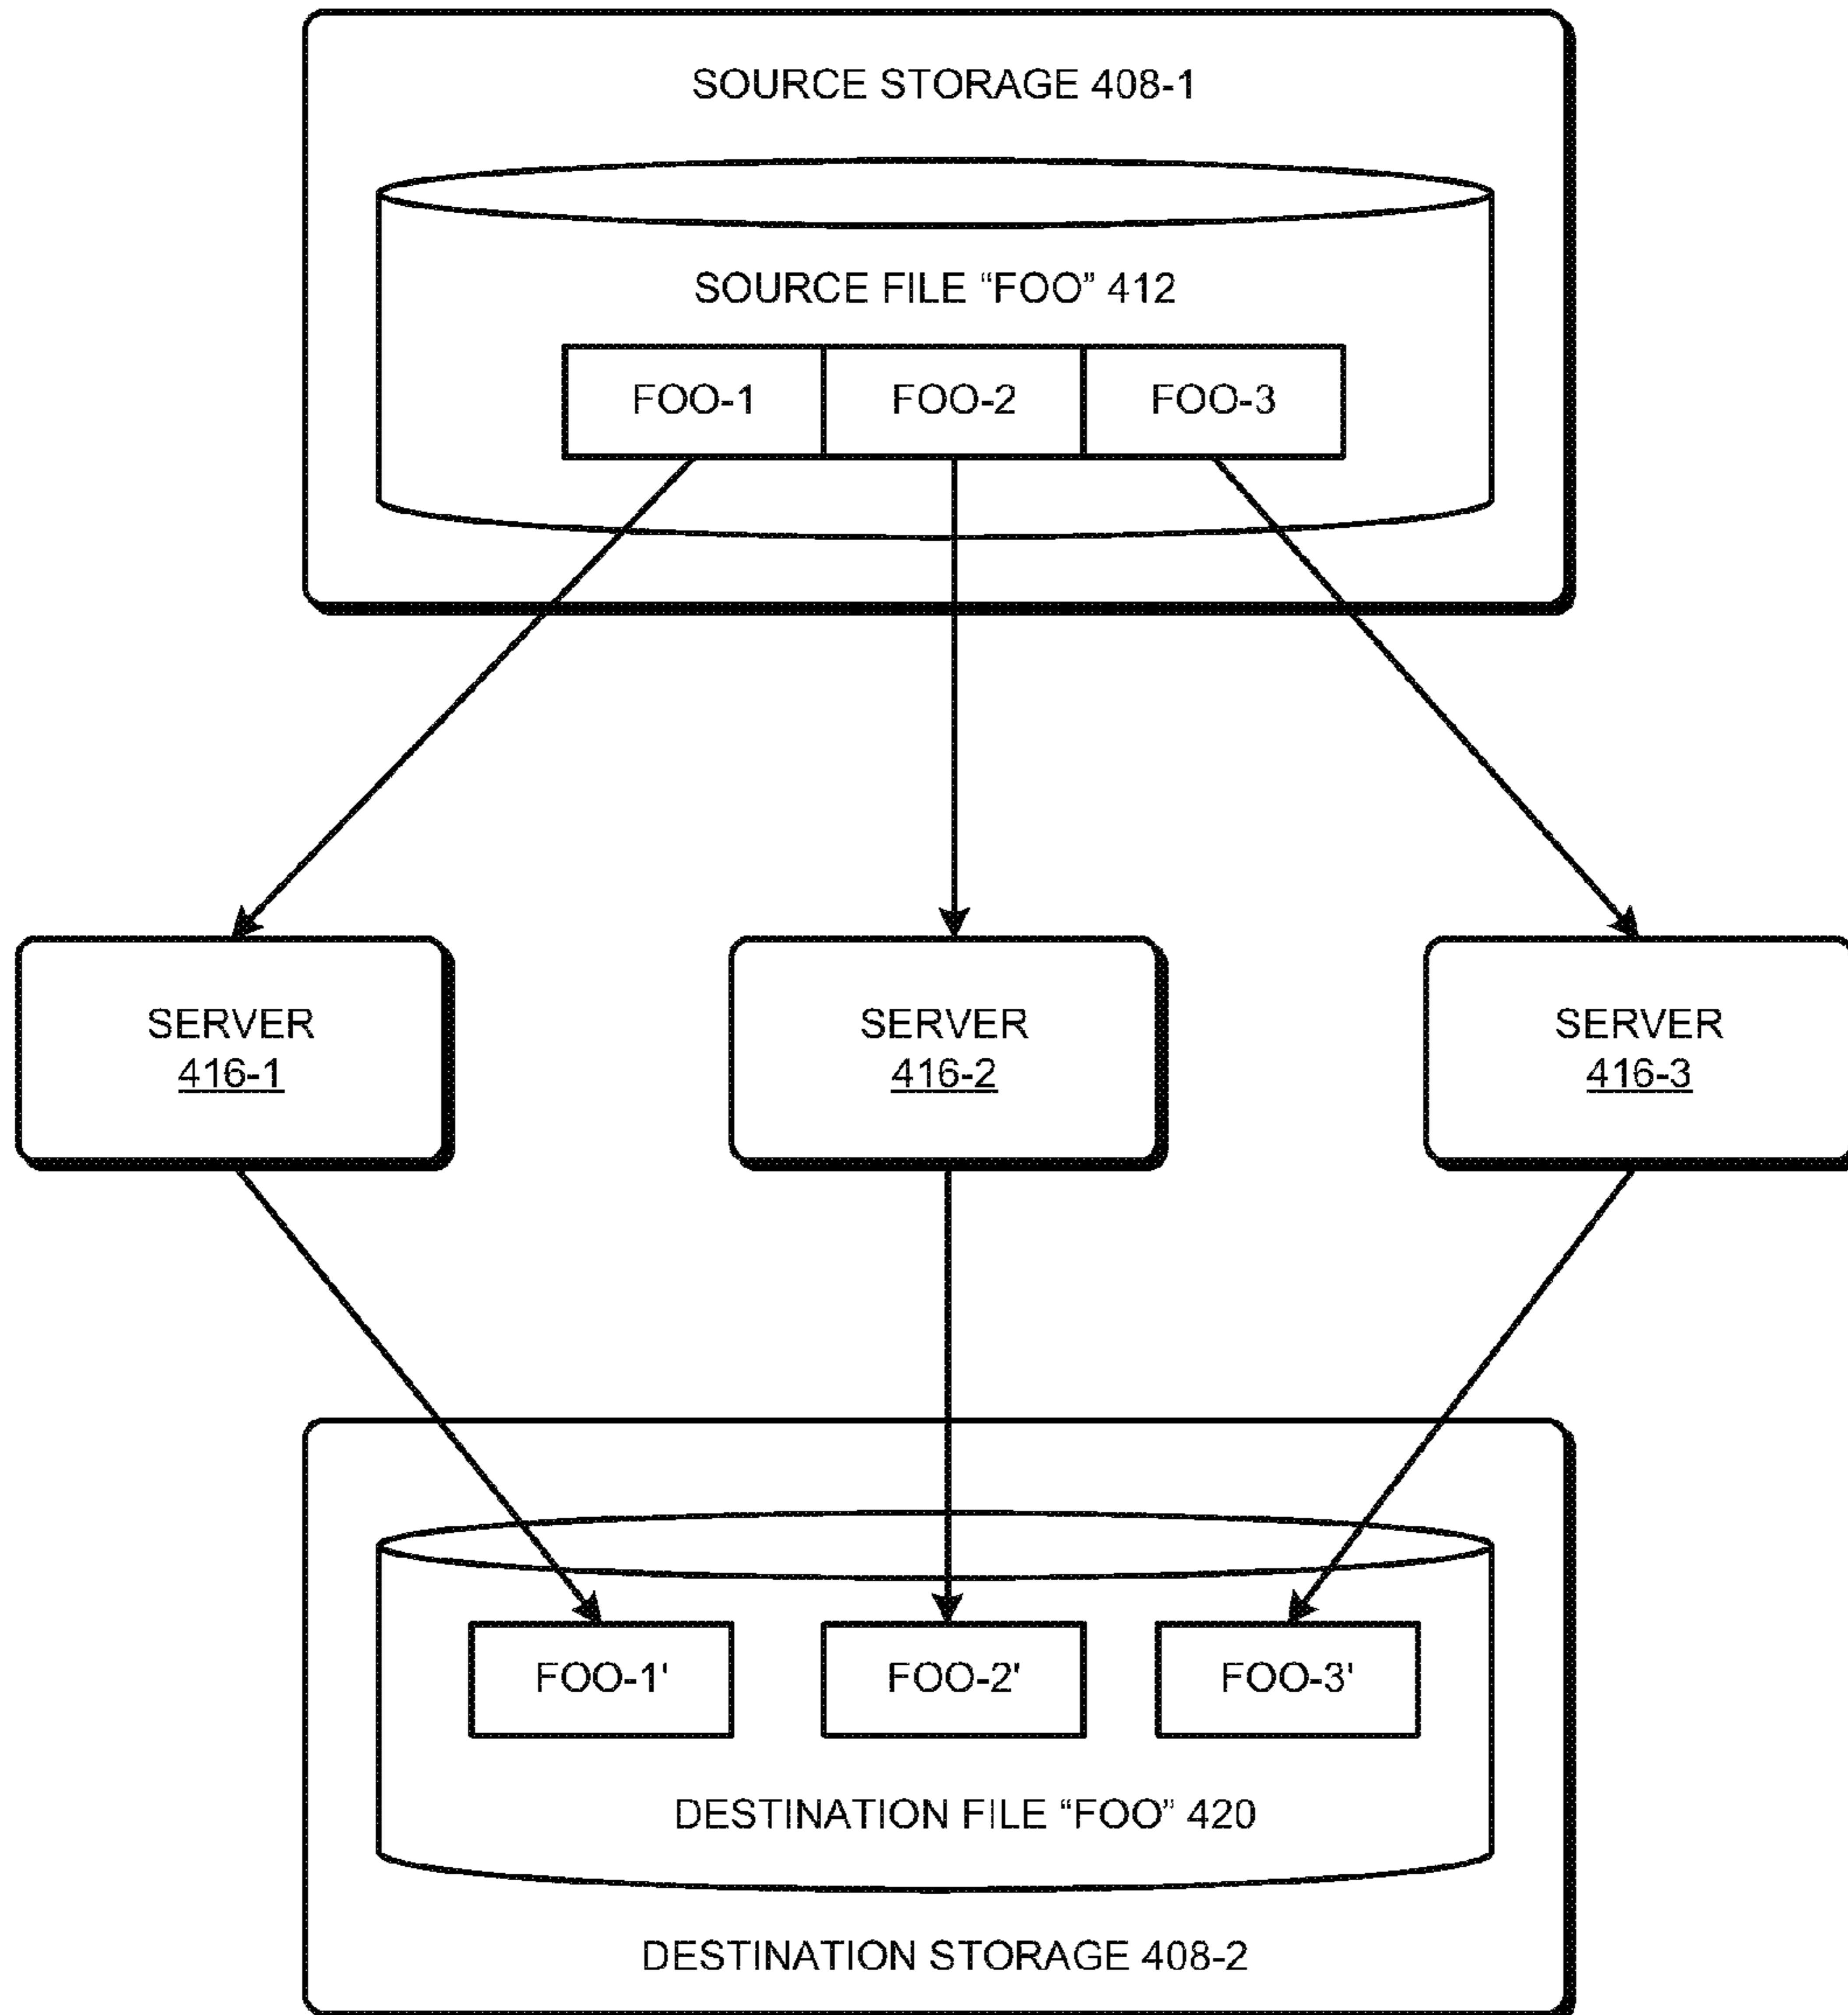 SOURCE STORAGE 408-1
SOURCE FILE “FOO” 412
FOO-1
FOO-2
FOO-3
SERVER
416-1
SERVER
416-2
SERVER
416-3
FOO-1'
FOO-2'
FOO-3'
DESTINATION FILE “FOO” 420
DESTINATION STORAGE 408-2